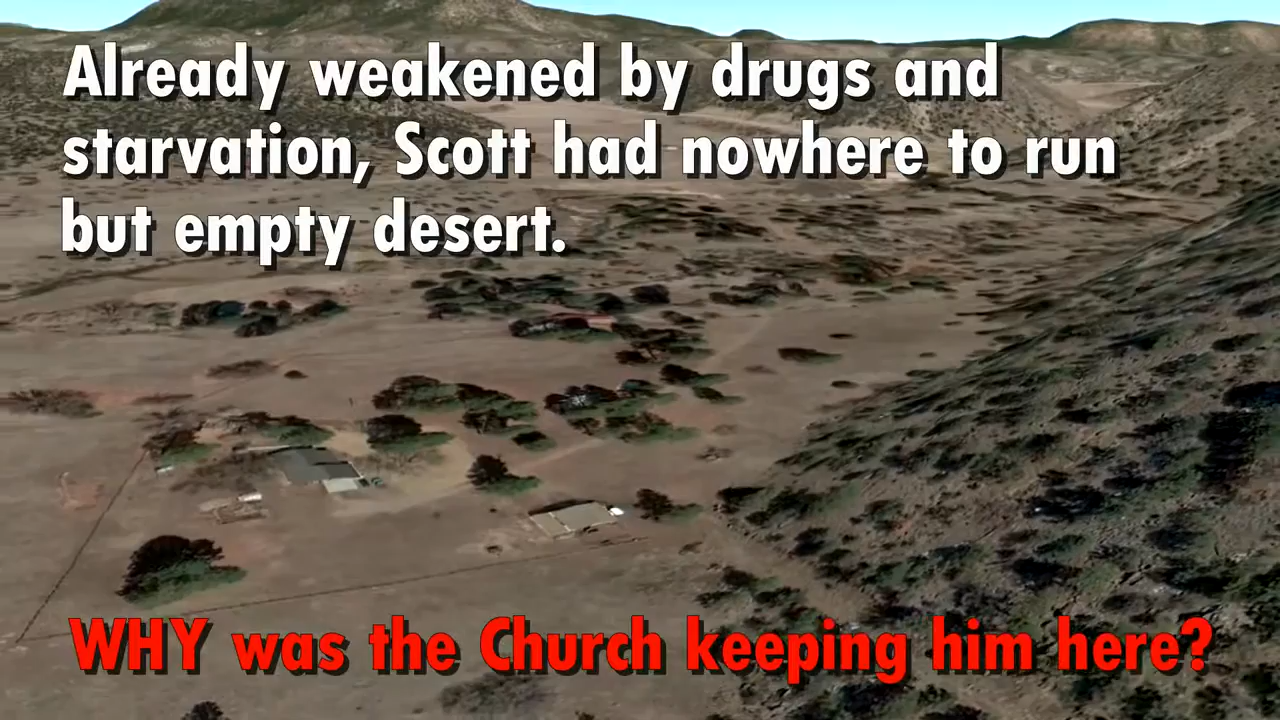 Already weakened by drugs and
starvation, Scott had nowhere to run
but empty desert.
WHY was the Church keeping him here?